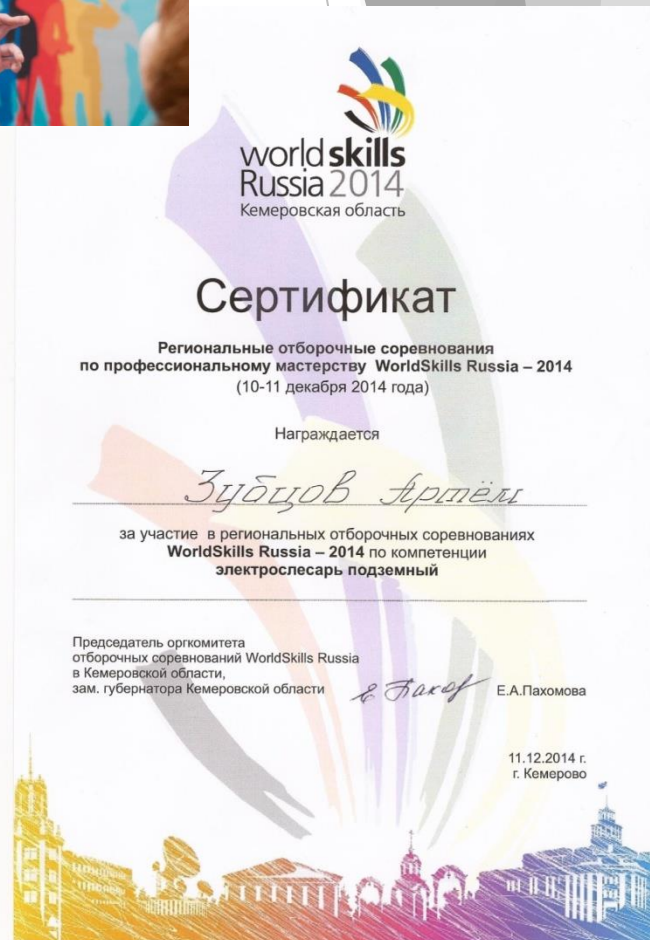 world skills
Russia 2014
Кемеровская область
Сертификат
Региональные отборочные соревнования
по профессиональному мастерству WorldSkills Russia – 2014
(10-11 декабря 2014 года)
Награждается
Зубцов Артём
за участие в региональных отборочных соревнованиях
WorldSkills Russia – 2014 по компетенции
электрослесарь подземный
Председатель оргкомитета
отборочных соревнований WorldSkills Russia
в Кемеровской области,
зам. губернатора Кемеровской области
Е.А.Пахомова
11.12.2014 г.
г. Кемерово